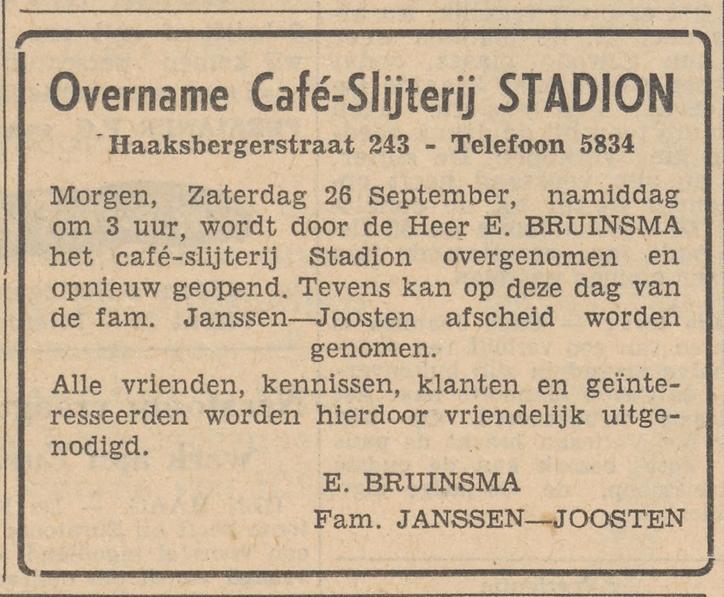 Overname Café-Slijterij STADION
Haaksbergerstraat 243 - Telefoon 5834
Morgen, Zaterdag 26 September, namiddag
om 3 uur, wordt door de Heer E. BRUINSMA
het café-slijterij Stadion overgenomen en
opnieuw geopend. Tevens kan op deze dag van
de fam. Janssen—Joosten afscheid worden
genomen.
Alle vrienden, kennissen, klanten en geïnte-
resseerden worden hierdoor vriendelijk uitge-
nodigd.
E. BRUINSMA
Fam. JANSSEN—JOOSTEN